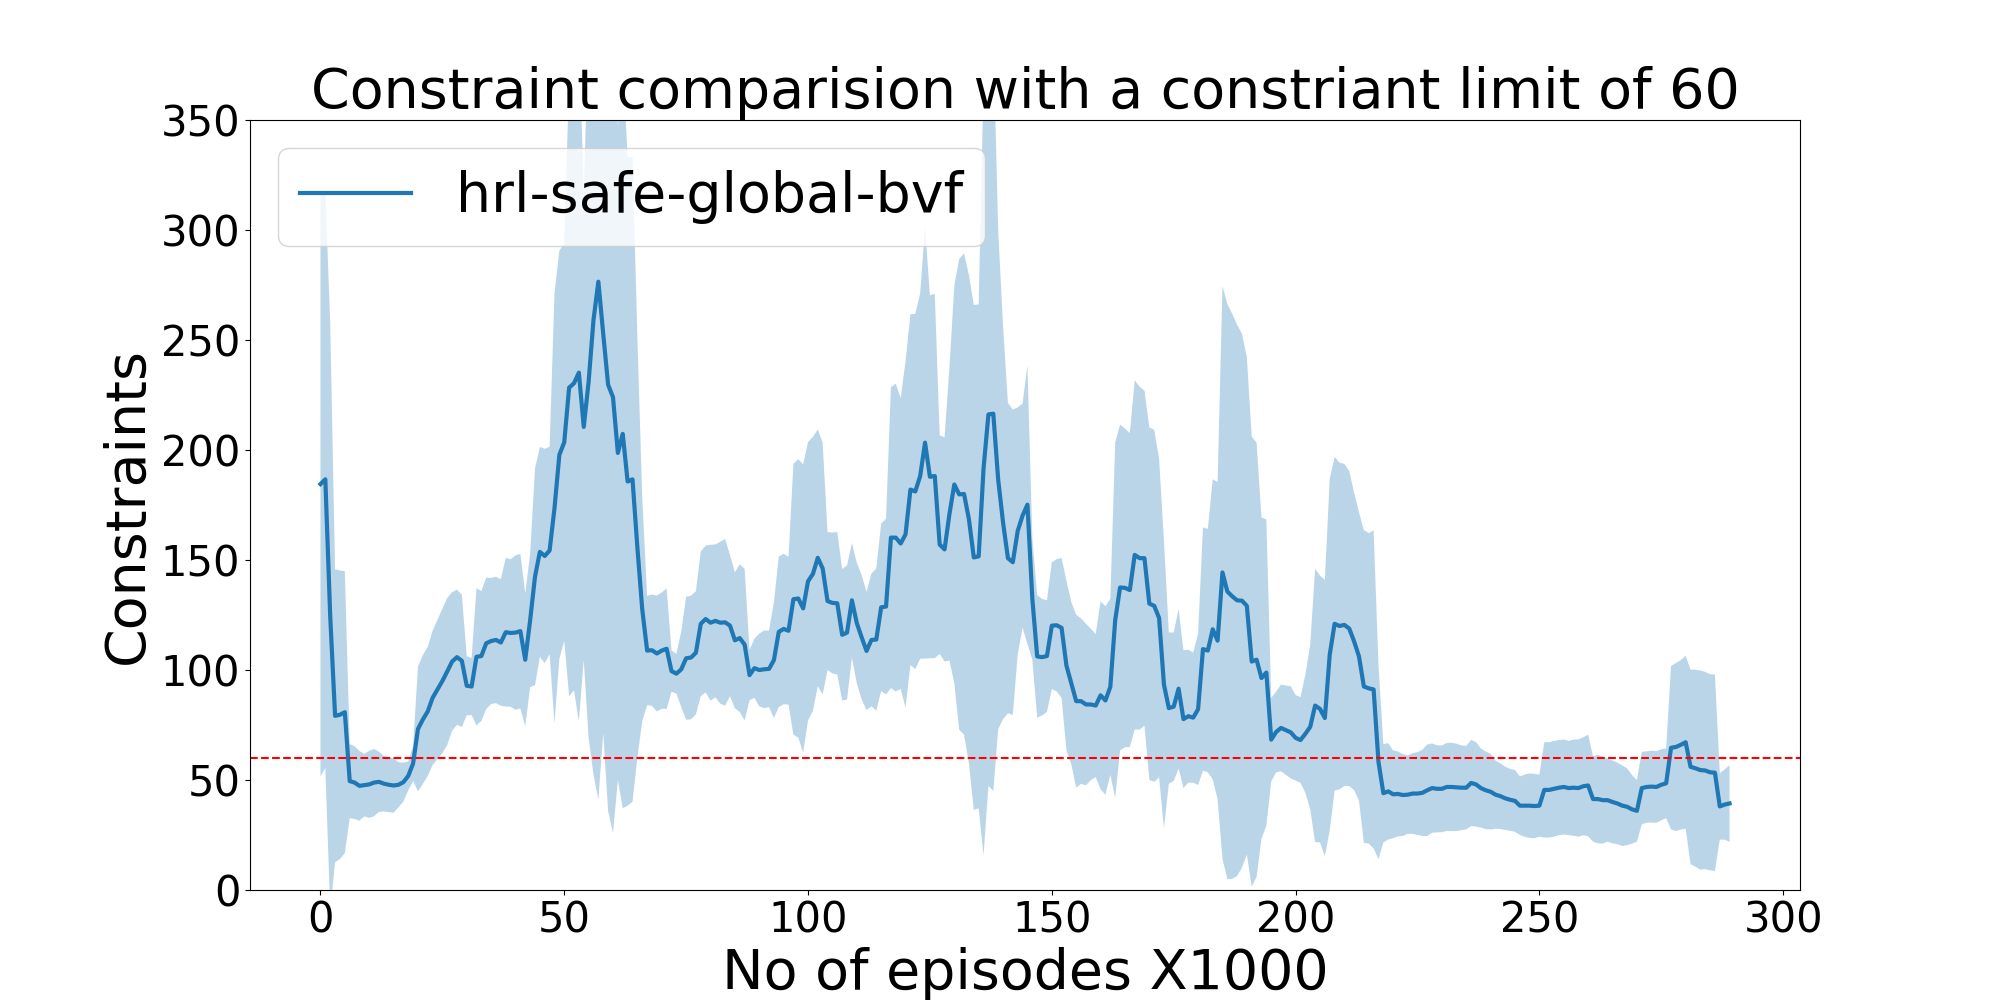 Constraint comparision with a constriant limit of 60
350
300
250
200
150
100
50
0
Constraints
hrl-safe-global-bvf
0 50 100 150 200 250 300
No of episodes X1000